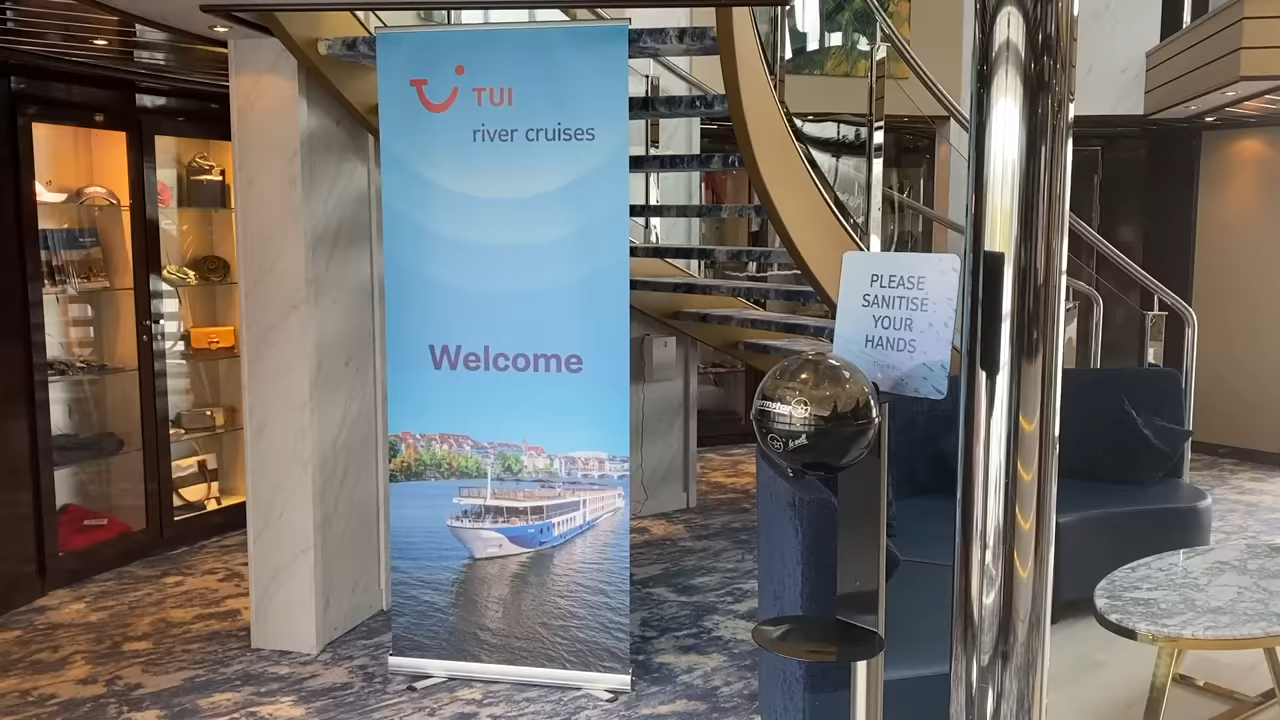 TUI
river cruises
Welcome
PLEASE
SANITISE
YOUR
HANDS